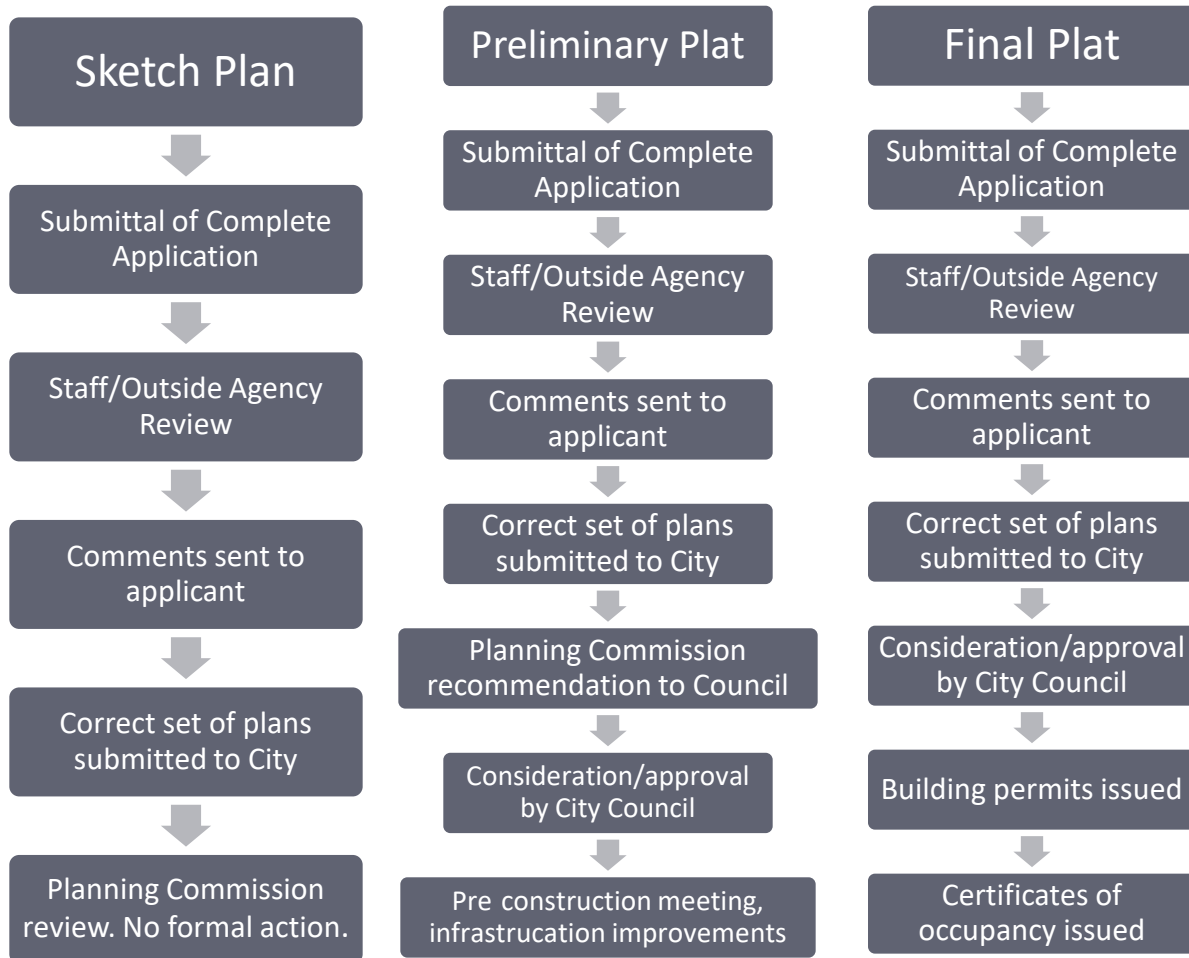 Sketch Plan
Submittal of Complete
Application
Staff/Outside Agency
Review
Comments sent to
applicant
Correct set of plans
submitted to City
Planning Commission
review. No formal action.
Preliminary Plat
Submittal of Complete
Application
Staff/Outside Agency
Review
Comments sent to
applicant
Correct set of plans
submitted to City
Planning Commission
recommendation to Council
Consideration/approval
by City Council
Pre construction meeting,
infrastrucation improvements
Final Plat
Submittal of Complete
Application
Staff/Outside Agency
Review
Comments sent to
applicant
Correct set of plans
submitted to City
Consideration/approval
by City Council
Building permits issued
Certificates of
occupancy issued